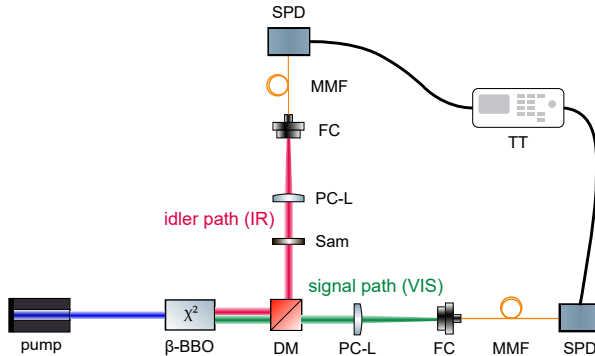 SPD
MMF
TT
FC
PC-L
idler path (IR)
Sam
signal path (VIS)
χ²
pump
β-BBO
DM
PC-L
FC
MMF
SPD